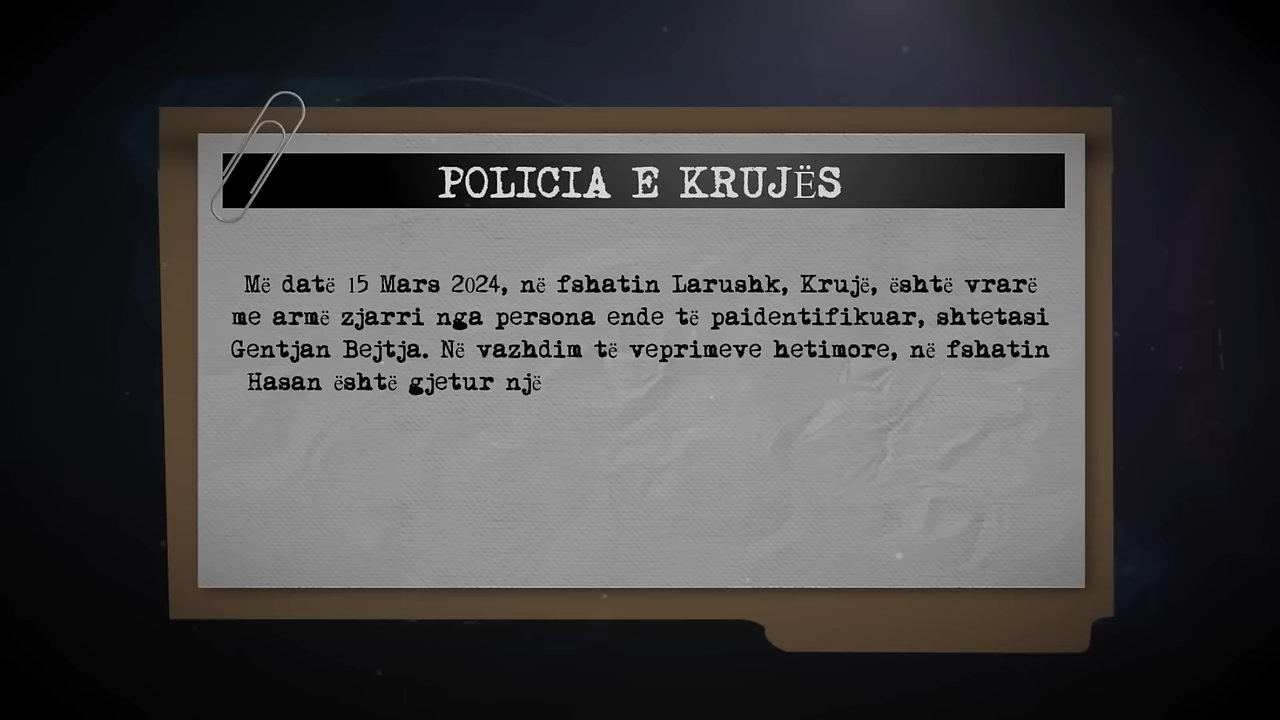 POLICIA E KRUJËS
Më datë 15 Mars 2024, në fshatin Larushk, Krujë, është vrarë
me armë zjarri nga persona ende të paidentifikuar, shtetasi
Gentjan Bejtja. Në vazhdim të veprimeve hetimore, në fshatin
Hasan është gjetur një